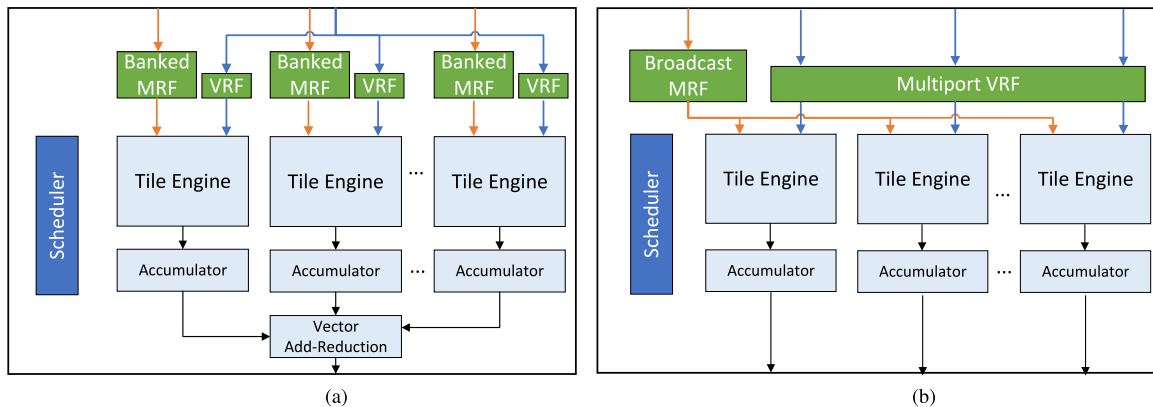 Banked
MRF
VRF
Banked
MRF
VRF
Banked
MRF
VRF
Scheduler
Tile Engine
Tile Engine
...
Tile Engine
Accumulator
Accumulator
...
Accumulator
Vector
Add-Reduction
(a)
Broadcast
MRF
Multiport VRF
Scheduler
Tile Engine
Tile Engine
...
Tile Engine
Accumulator
Accumulator
...
Accumulator
(b)